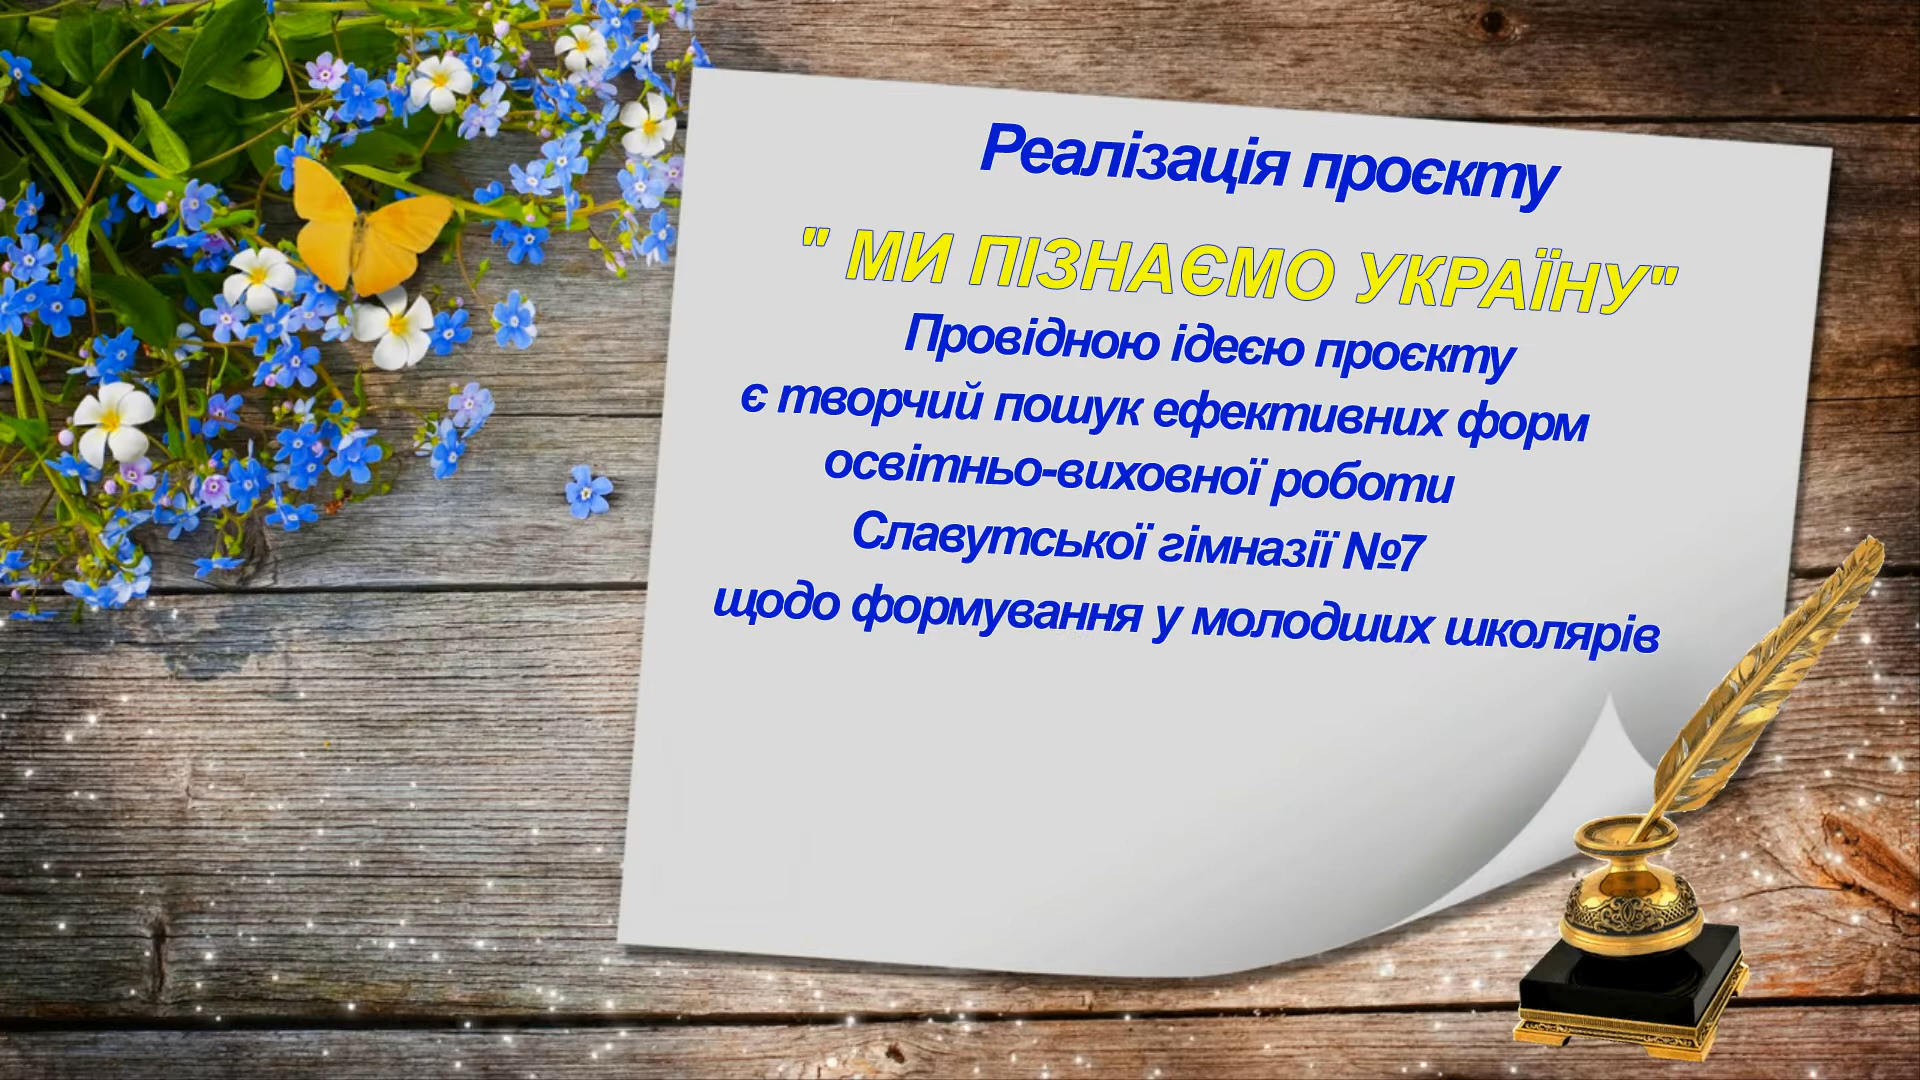 Реалізація проєкту
" МИ ПІЗНАЄМО УКРАЇНУ"
Провідною ідеєю проєкту
є творчий пошук ефективних форм
освітньо-виховної роботи
Славутської гімназії №7
щодо формування у молодших школярів